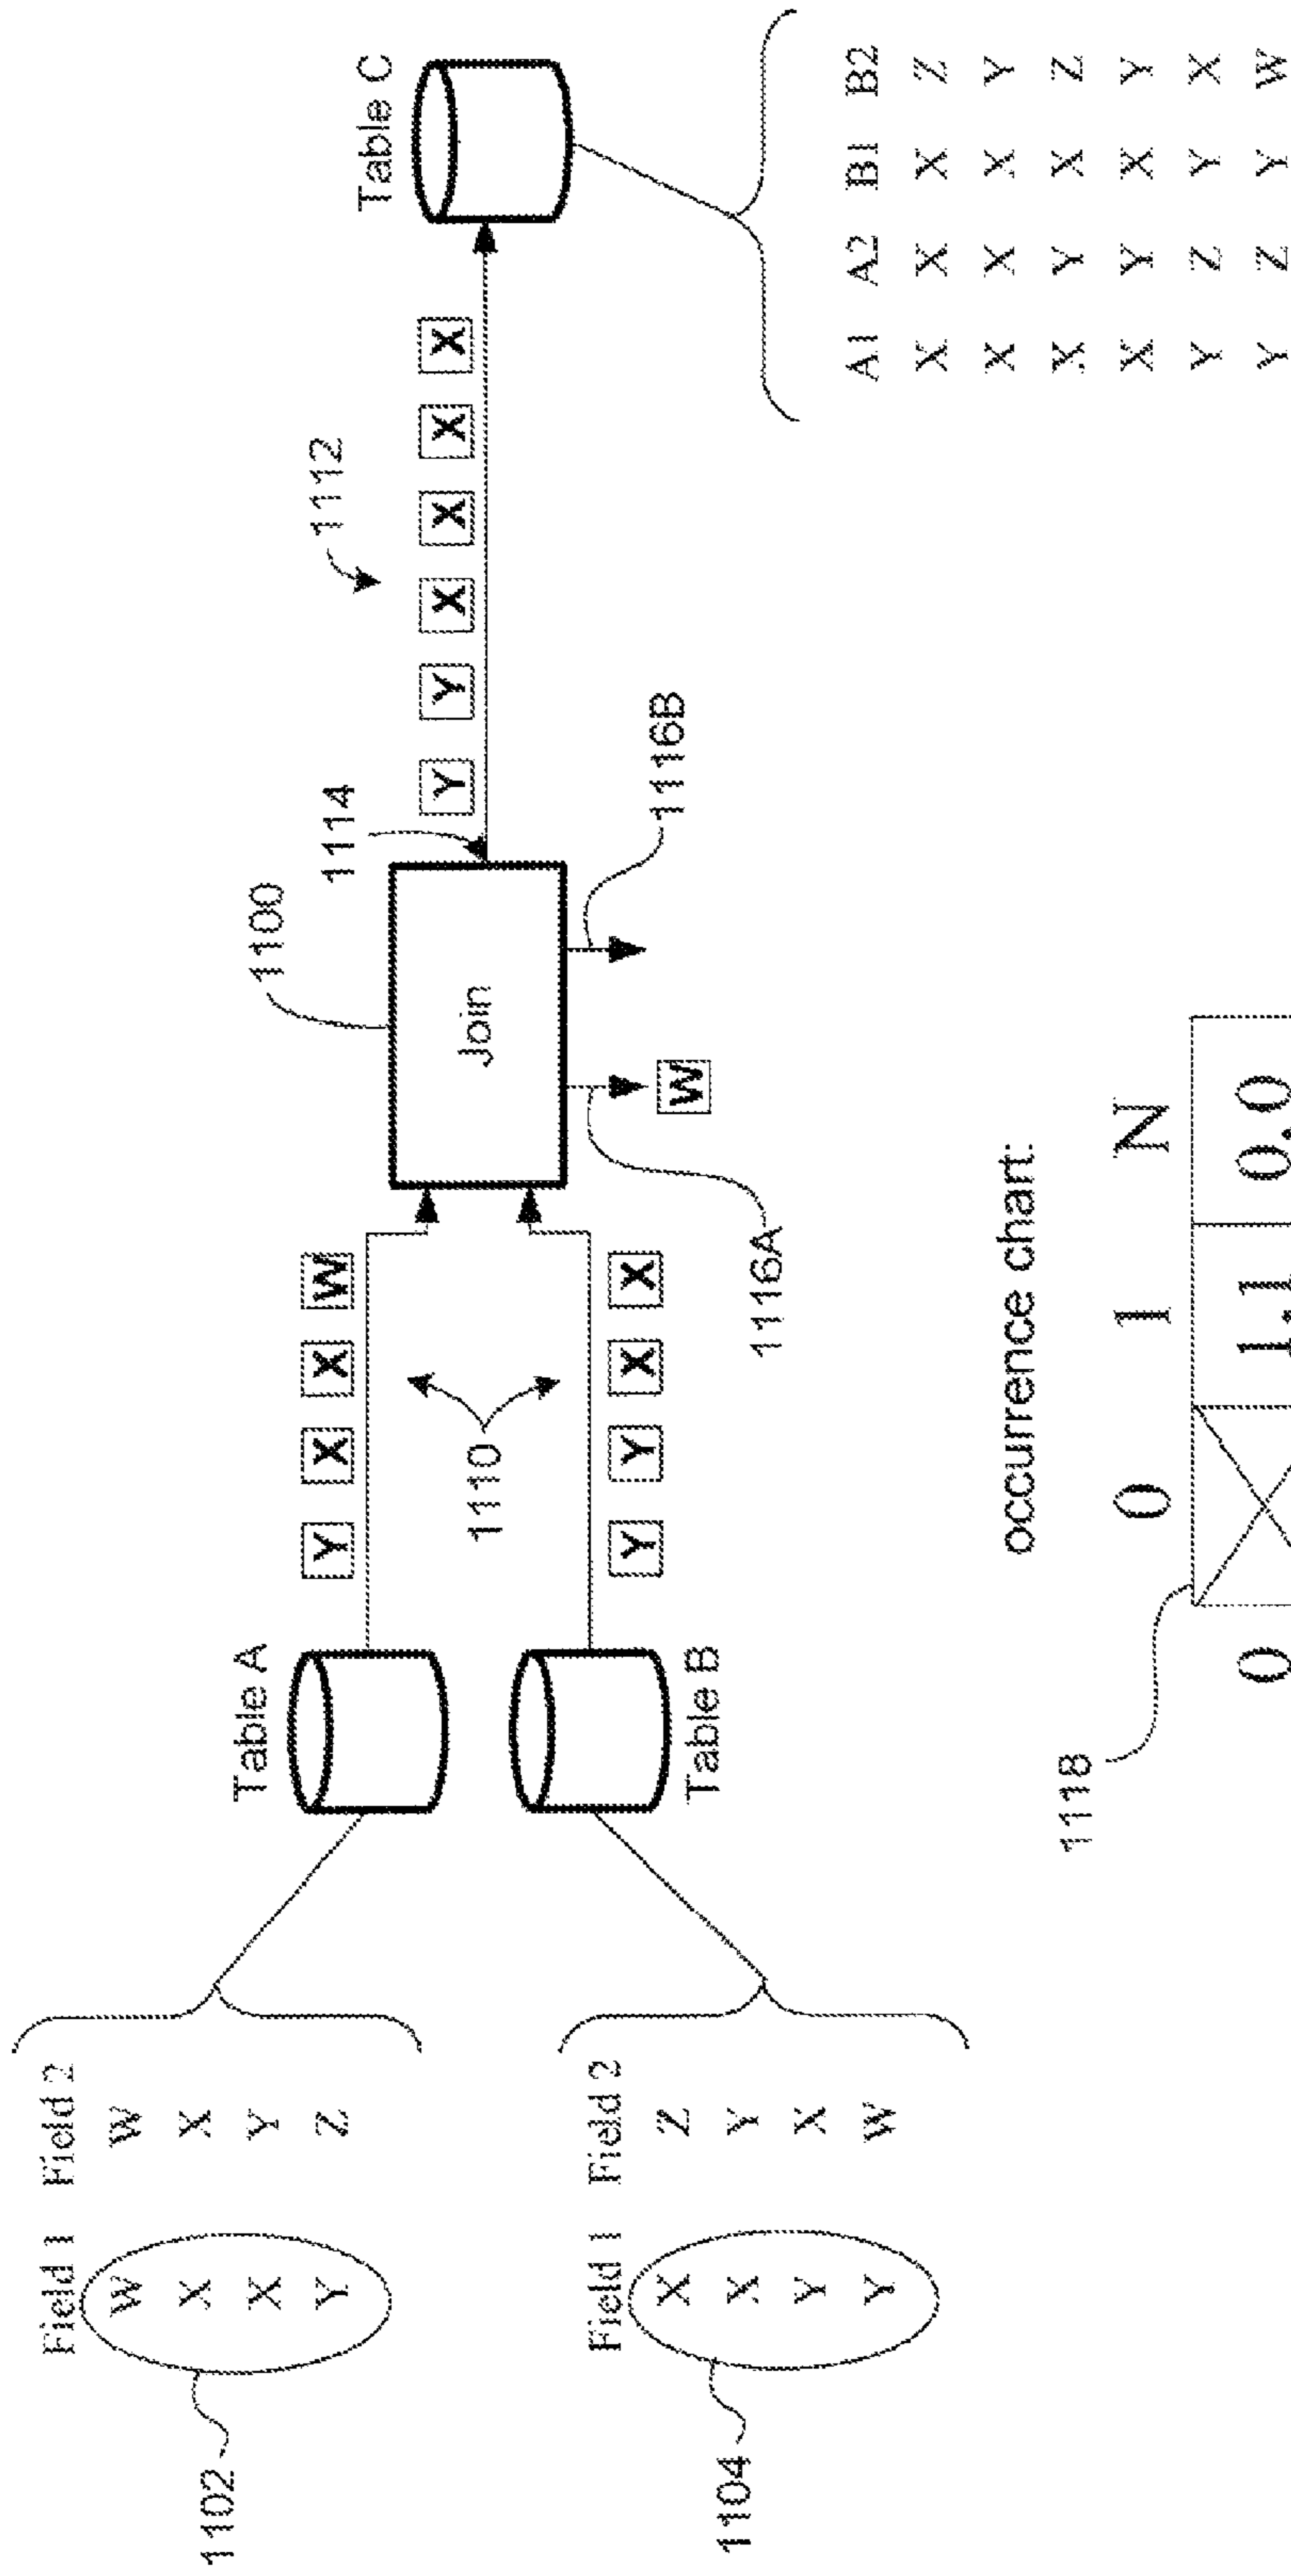 Field 1 Field 2
W W
X X
X Y
Y Z
1102
Field 1 Field 2
X Z
X Y
Y X
Y W
1104
Table A
Table B
Y X X W
1110
Y Y X X
1100
Join
1114
1116A
W
1116B
1112
Y Y X X X X
Table C
A1 A2 B1 B2
X X X Z
X X X Y
X Y X Z
X Y X Y
Y Z Y X
Y Z Y W
occurrence chart:
1118
0 1 N
0 1,1 0,0